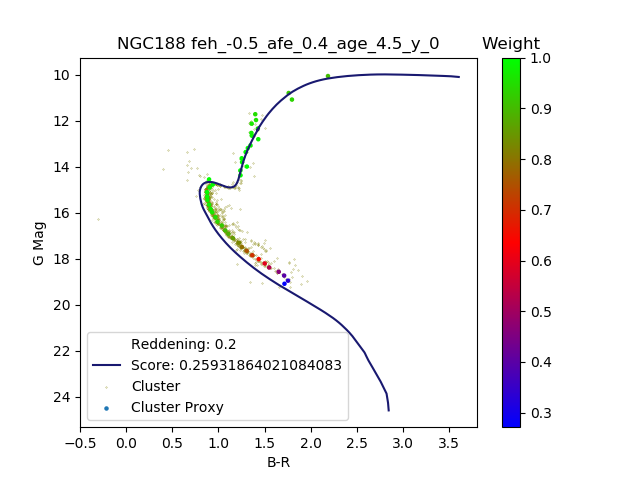 NGC188 feh_-0.5_afe_0.4_age_4.5_y_0
Weight
10
12
14
16
18
20
22
24
G Mag
−0.5 0.0 0.5 1.0 1.5 2.0 2.5 3.0 3.5
B-R
Reddening: 0.2
Score: 0.25931864021084083
Cluster
Cluster Proxy
1.0
0.9
0.8
0.7
0.6
0.5
0.4
0.3